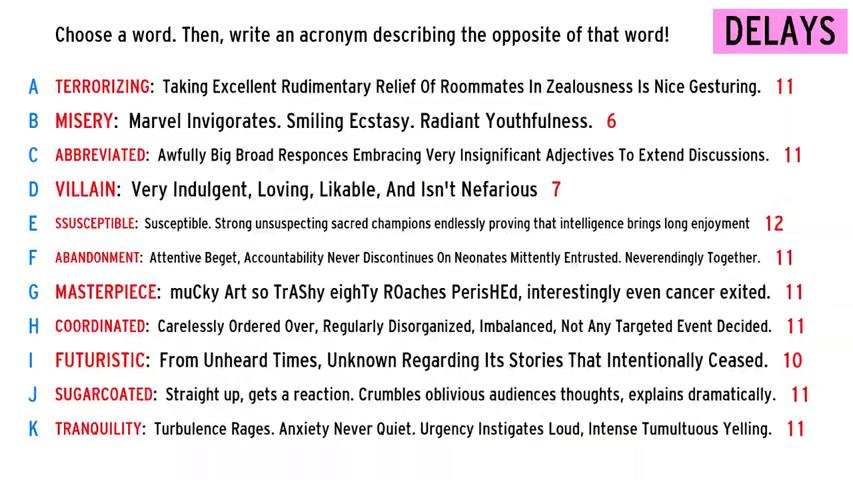 Choose a word. Then, write an acronym describing the opposite of that word!
DELAYS
A TERRORIZING: Taking Excellent Rudimentary Relief Of Roommates In Zealousness Is Nice Gesturing. 11
B MISERY: Marvel Invigorates. Smiling Ecstasy. Radiant Youthfulness. 6
C ABBREVIATED: Awfully Big Broad Responces Embracing Very Insignificant Adjectives To Extend Discussions. 11
D VILLAIN: Very Indulgent, Loving, Likable, And Isn't Nefarious 7
E SSUSCEPTIBLE: Susceptible. Strong unsuspecting sacred champions endlessly proving that intelligence brings long enjoyment 12
F ABANDONMENT: Attentive Beget, Accountability Never Discontinues On Neonates Mittently Entrusted. Neverendingly Together. 11
G MASTERPIECE: muCky Art so TrAShy eighTy ROaches PerisHEd, interestingly even cancer exited. 11
H COORDINATED: Carelessly Ordered Over, Regularly Disorganized, Imbalanced, Not Any Targeted Event Decided. 11
I FUTURISTIC: From Unheard Times, Unknown Regarding Its Stories That Intentionally Ceased. 10
J SUGARCOATED: Straight up, gets a reaction. Crumbles oblivious audiences thoughts, explains dramatically. 11
K TRANQUILITY: Turbulence Rages. Anxiety Never Quiet. Urgency Instigates Loud, Intense Tumultuous Yelling. 11